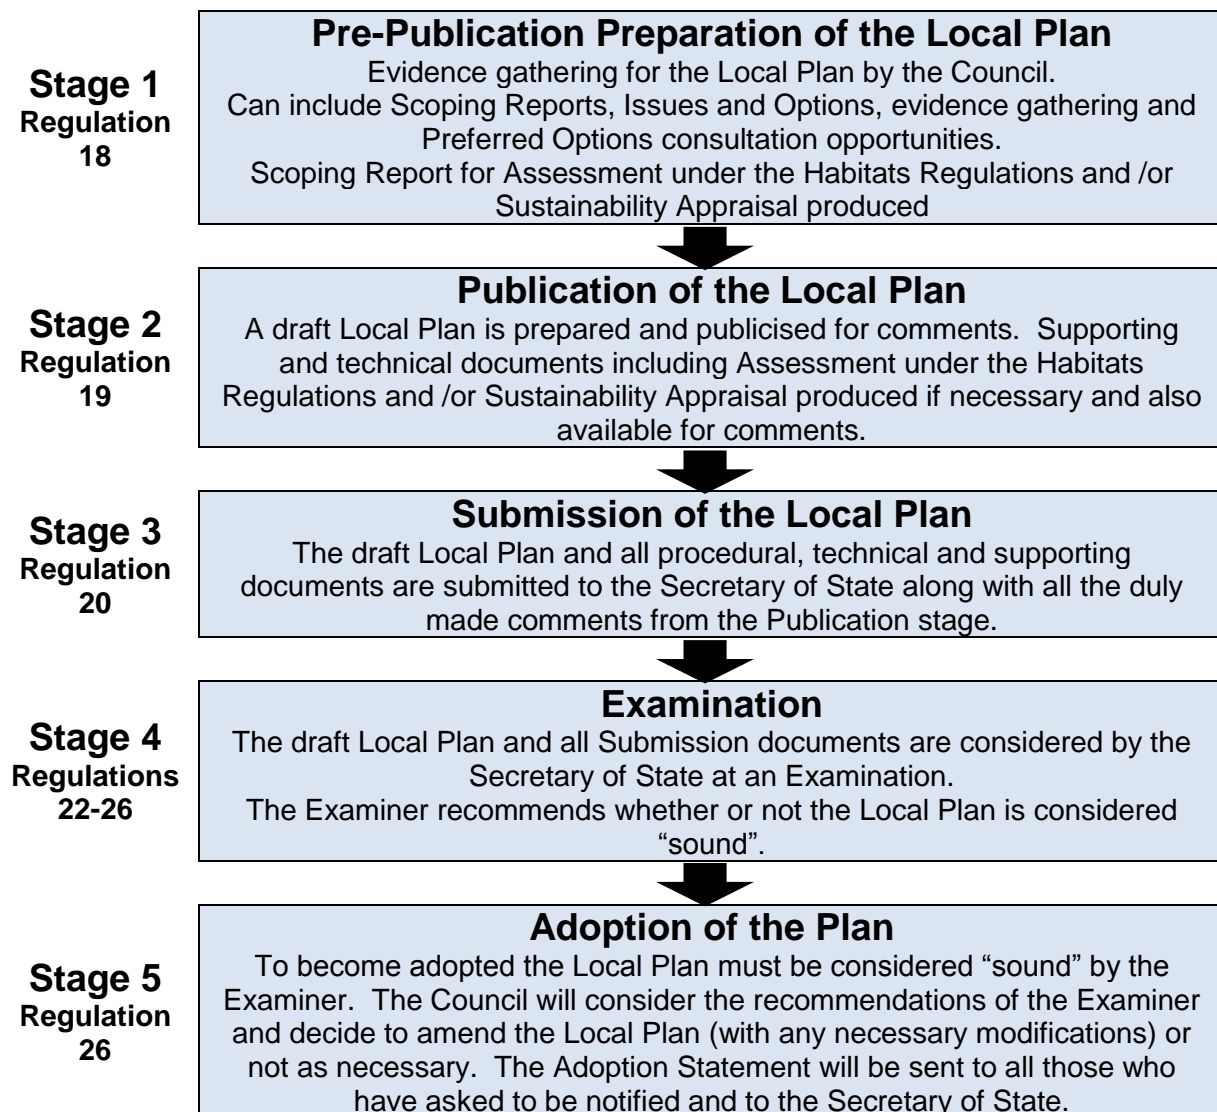 Stage 1
Regulation
18
Pre-Publication Preparation of the Local Plan
Evidence gathering for the Local Plan by the Council.
Can include Scoping Reports, Issues and Options, evidence gathering and
Preferred Options consultation opportunities.
Scoping Report for Assessment under the Habitats Regulations and /or
Sustainability Appraisal produced
Stage 2
Regulation
19
Publication of the Local Plan
A draft Local Plan is prepared and publicised for comments.  Supporting
and technical documents including Assessment under the Habitats
Regulations and /or Sustainability Appraisal produced if necessary and also
available for comments.
Stage 3
Regulation
20
Submission of the Local Plan
The draft Local Plan and all procedural, technical and supporting
documents are submitted to the Secretary of State along with all the duly
made comments from the Publication stage.
Stage 4
Regulations
22-26
Examination
The draft Local Plan and all Submission documents are considered by the
Secretary of State at an Examination.
The Examiner recommends whether or not the Local Plan is considered
“sound”.
Stage 5
Regulation
26
Adoption of the Plan
To become adopted the Local Plan must be considered “sound” by the
Examiner.  The Council will consider the recommendations of the Examiner
and decide to amend the Local Plan (with any necessary modifications) or
not as necessary.  The Adoption Statement will be sent to all those who
have asked to be notified and to the Secretary of State.